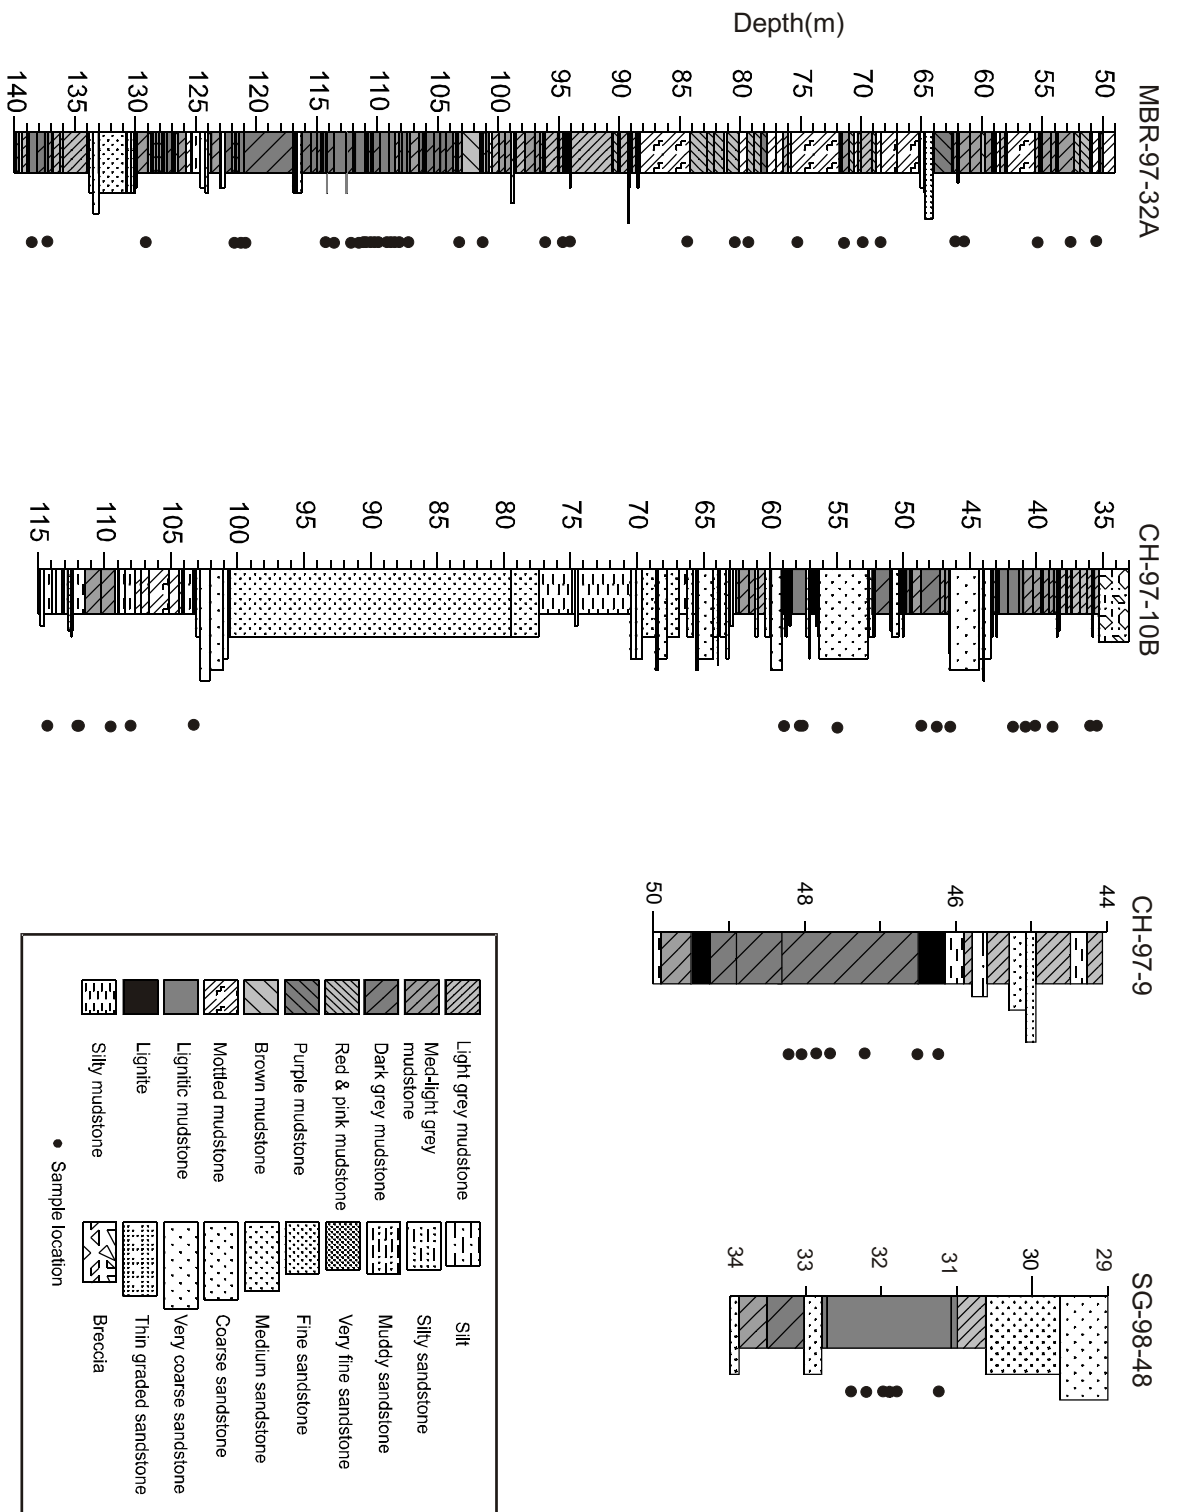 Depth(m)
MBR-97-32A
50
55
60
65
70
75
80
85
90
95
100
105
110
115
120
125
130
135
140
CH-97-10B
35
40
45
50
55
60
65
70
75
80
85
90
95
100
105
110
115
CH-97-9
44
46
48
50
SG-98-48
29
30
31
32
33
34
Light grey mudstone
Med-light grey
mudstone
Dark grey mudstone
Red & pink mudstone
Purple mudstone
Brown mudstone
Mottled mudstone
Lignitic mudstone
Lignite
Silty mudstone
Silt
Silty sandstone
Muddy sandstone
Very fine sandstone
Fine sandstone
Medium sandstone
Coarse sandstone
Very coarse sandstone
Thin graded sandstone
Breccia
Sample location